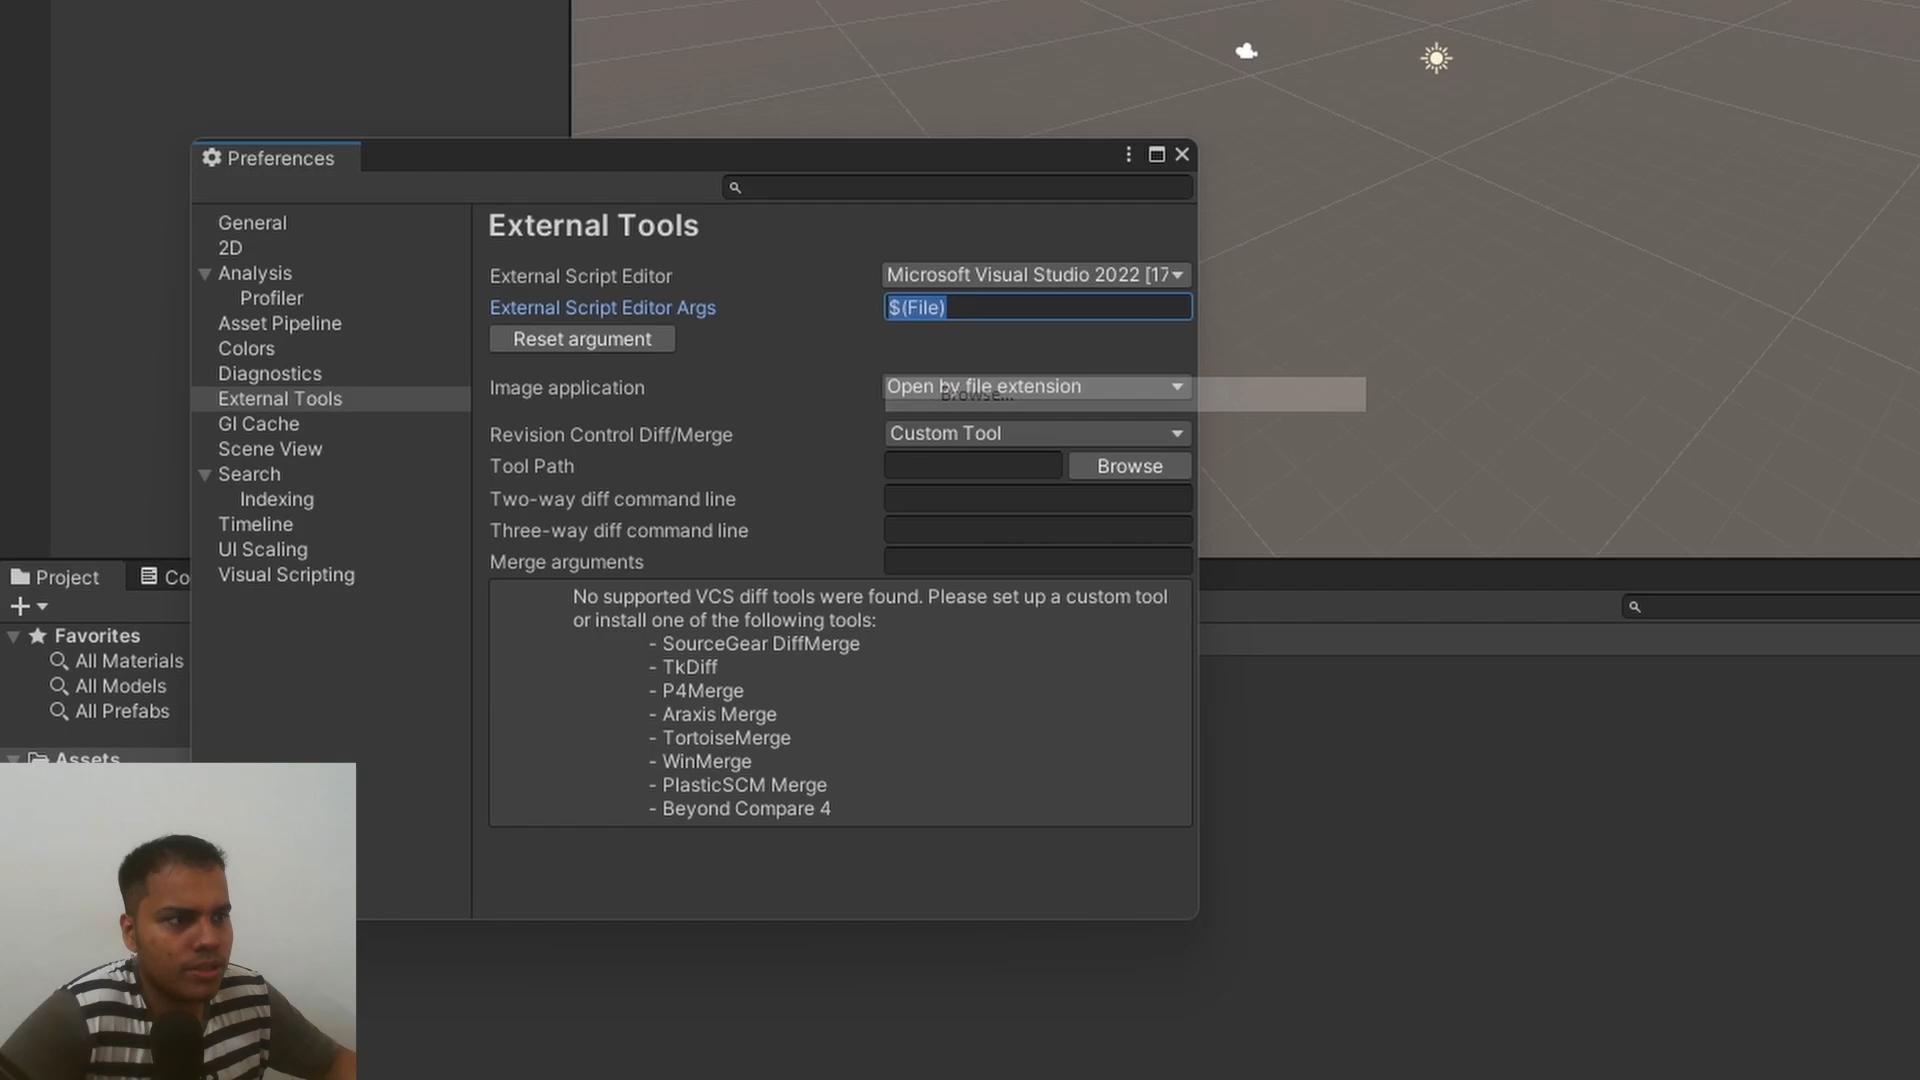 Preferences
General
2D
Analysis
Profiler
Asset Pipeline
Colors
Diagnostics
External Tools
GI Cache
Scene View
Search
Indexing
Timeline
UI Scaling
Visual Scripting
External Tools
External Script Editor
Microsoft Visual Studio 2022 [17
External Script Editor Args
$(File)
Reset argument
Image application
Open by file extension
Browse...
Revision Control Diff/Merge
Custom Tool
Tool Path
Browse
Two-way diff command line
Three-way diff command line
Merge arguments
No supported VCS diff tools were found. Please set up a custom tool
or install one of the following tools:
- SourceGear DiffMerge
- TkDiff
- P4Merge
- Araxis Merge
- TortoiseMerge
- WinMerge
- PlasticSCM Merge
- Beyond Compare 4
Project
Co
Favorites
All Materials
All Models
All Prefabs
Assets